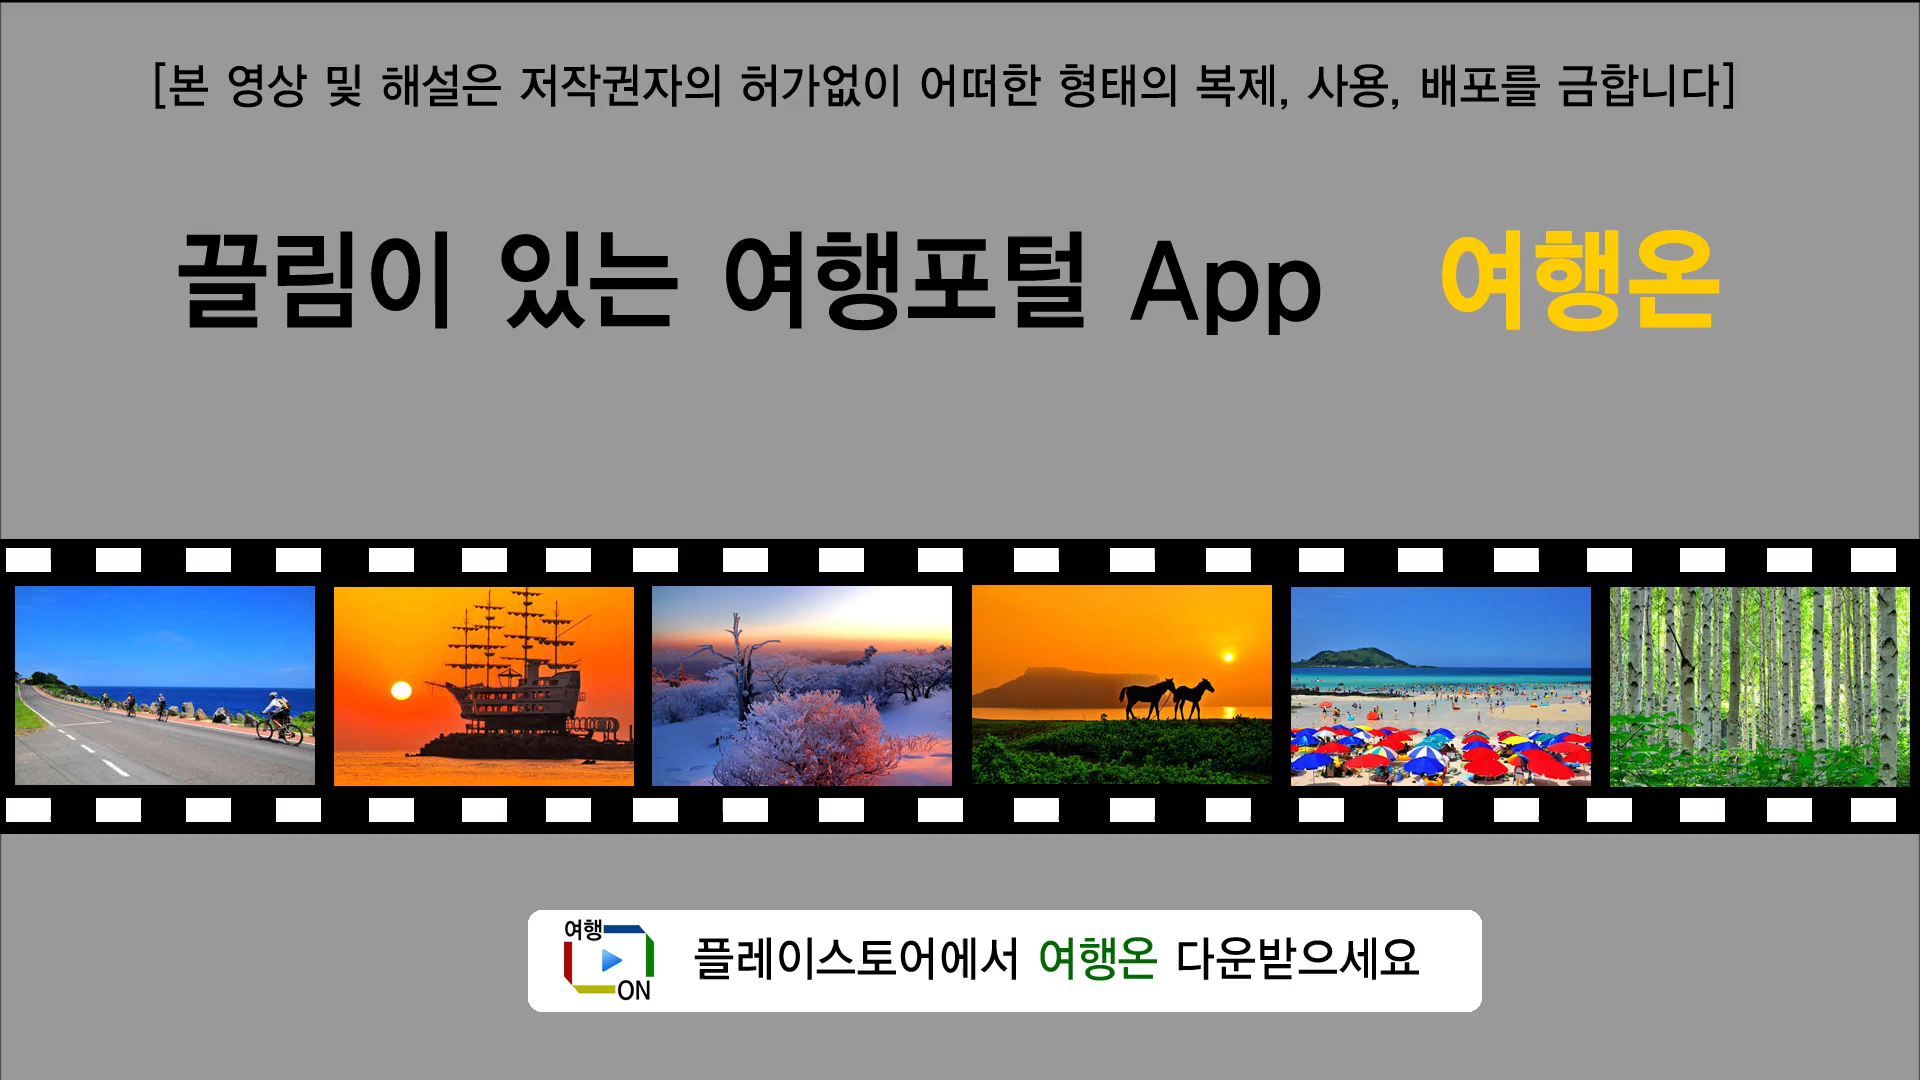 [본 영상 및 해설은 저작권자의 허가없이 어떠한 형태의 복제, 사용, 배포를 금합니다]
끌림이 있는 여행포털 App 여행온
여행
ON
플레이스토어에서 여행온 다운받으세요